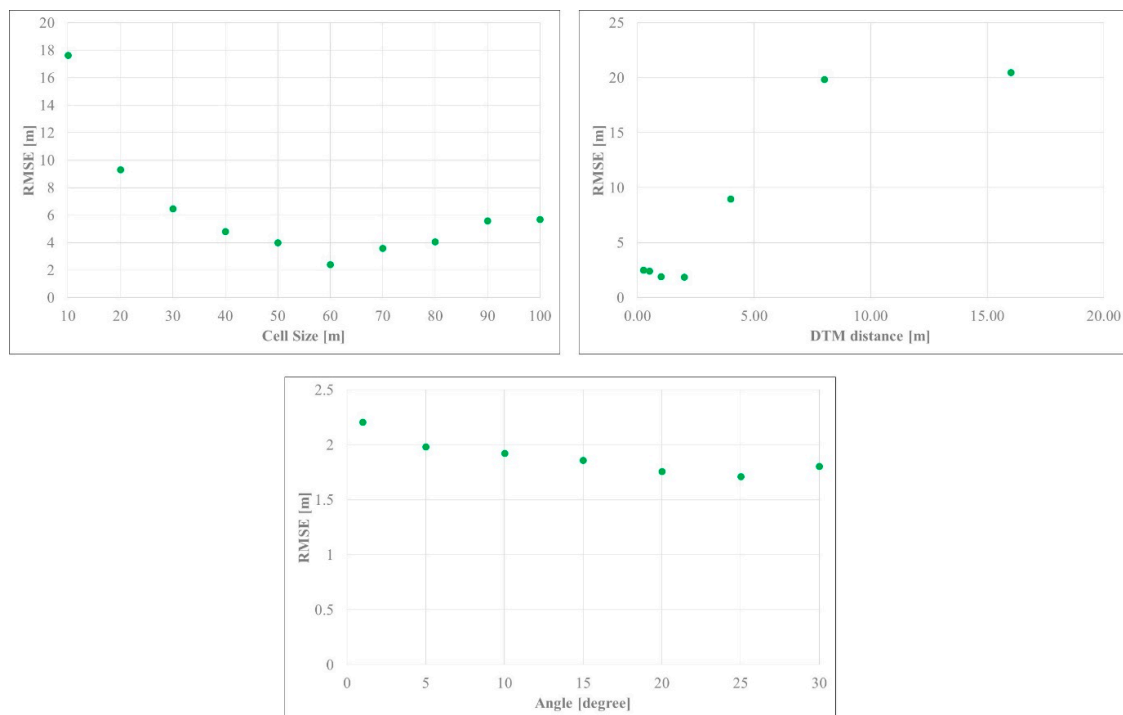 20
18
16
14
12
10
8
6
4
2
0
RMSE [m]
10 20 30 40 50 60 70 80 90 100
Cell Size [m]
25
20
15
10
5
0
RMSE [m]
0.00 5.00 10.00 15.00 20.00
DTM distance [m]
2.5
2
1.5
1
0.5
0
RMSE [m]
0 5 10 15 20 25 30
Angle [degree]